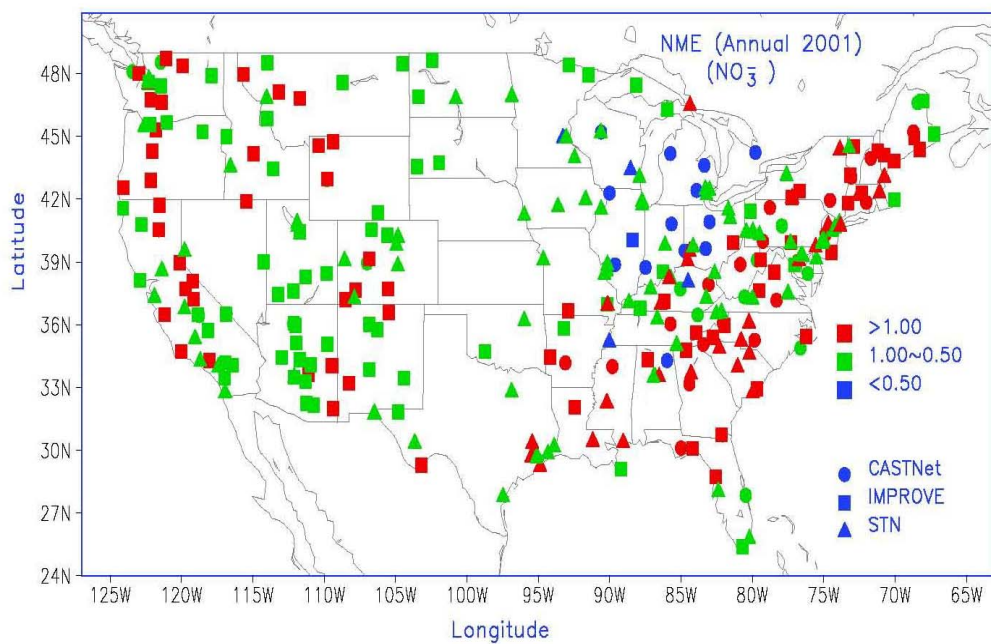 NME (Annual 2001)
(NO₃⁻)
48N
45N
42N
39N
36N
33N
30N
27N
24N
Latitude
>1.00
1.00~0.50
<0.50
CASTNet
IMPROVE
STN
125W 120W 115W 110W 105W 100W 95W 90W 85W 80W 75W 70W 65W
Longitude